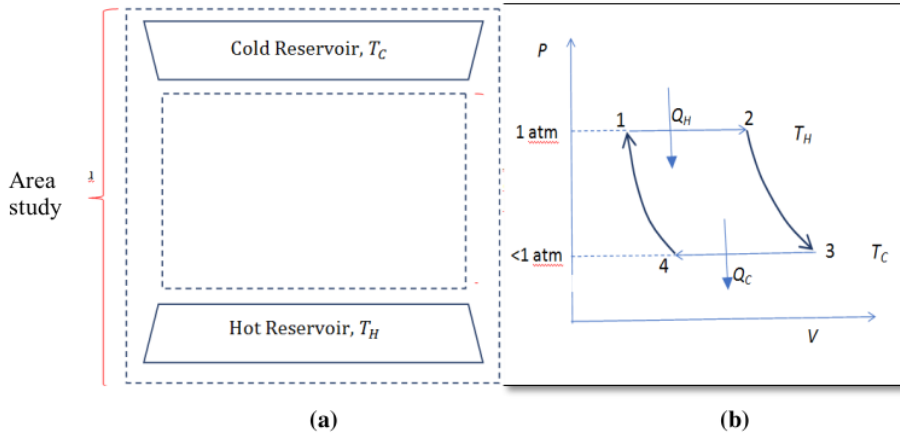 Area
study
1
Cold Reservoir, T_C
Hot Reservoir, T_H
(a)
P
1 atm
<1 atm
1
2
3
4
Q_H
T_H
Q_C
T_C
V
(b)